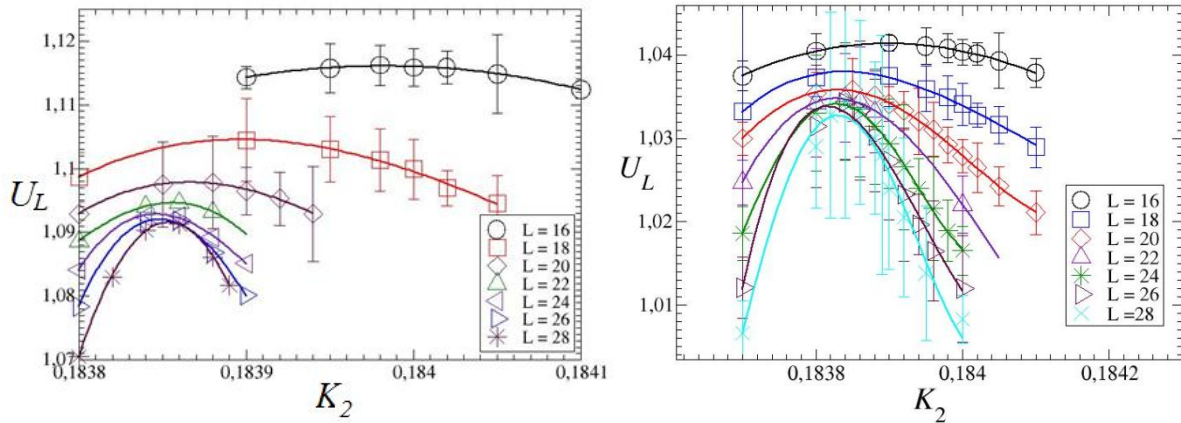 1,12
1,11
1,1
1,09
1,08
1,07
U_L
0,1838
0,1839
0,184
0,1841
K_2
L = 16
L = 18
L = 20
L = 22
L = 24
L = 26
L = 28
1,04
1,03
1,02
1,01
U_L
0,1838
0,184
0,1842
K_2
L = 16
L = 18
L = 20
L = 22
L = 24
L = 26
L =28